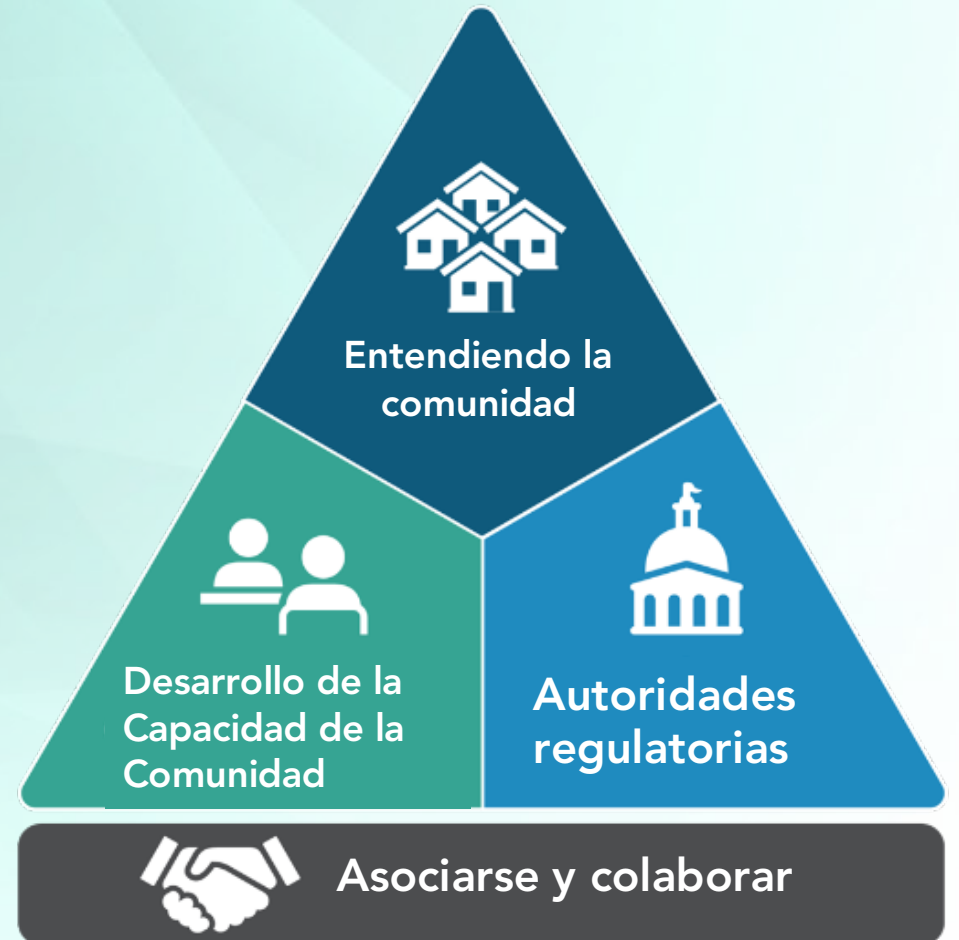 Entendiendo la
comunidad
Desarrollo de la
Capacidad de la
Comunidad
Autoridades
regulatorias
Asociarse y colaborar